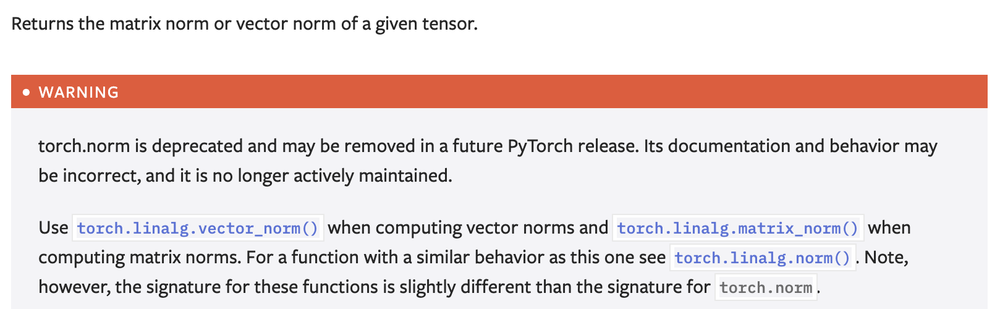 Returns the matrix norm or vector norm of a given tensor.
WARNING
torch.norm is deprecated and may be removed in a future PyTorch release. Its documentation and behavior may
be incorrect, and it is no longer actively maintained.
Use torch.linalg.vector_norm() when computing vector norms and torch.linalg.matrix_norm() when
computing matrix norms. For a function with a similar behavior as this one see torch.linalg.norm(). Note,
however, the signature for these functions is slightly different than the signature for torch.norm.